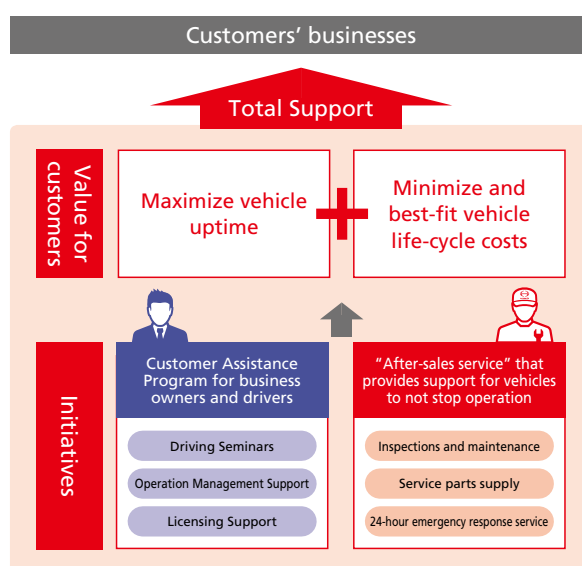 Customers’ businesses
Total Support
Value for
customers
Maximize vehicle
uptime
Minimize and
best-fit vehicle
life-cycle costs
Initiatives
Customer Assistance
Program for business
owners and drivers
Driving Seminars
Operation Management Support
Licensing Support
“After-sales service” that
provides support for vehicles
to not stop operation
Inspections and maintenance
Service parts supply
24-hour emergency response service